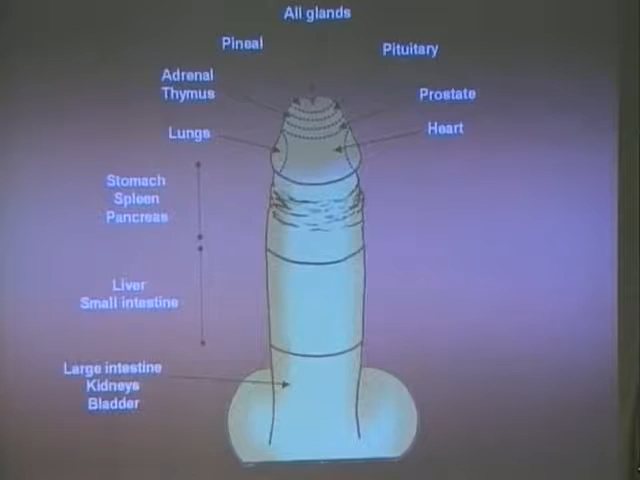 All glands
Pineal
Pituitary
Adrenal
Thymus
Prostate
Lungs
Heart
Stomach
Spleen
Pancreas
Liver
Small intestine
Large intestine
Kidneys
Bladder